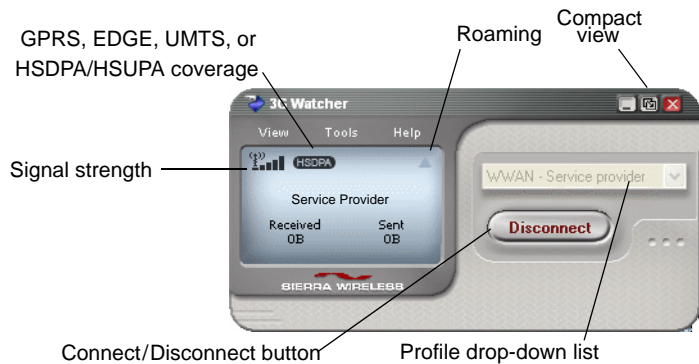 GPRS, EDGE, UMTS, or
HSDPA/HSUPA coverage
Roaming
Compact
view
3G Watcher
View Tools Help
Signal strength
HSDPA
WWAN - Service provider
Service Provider
Received Sent
0B 0B
Disconnect
SIERRA WIRELESS
Connect/Disconnect button
Profile drop-down list